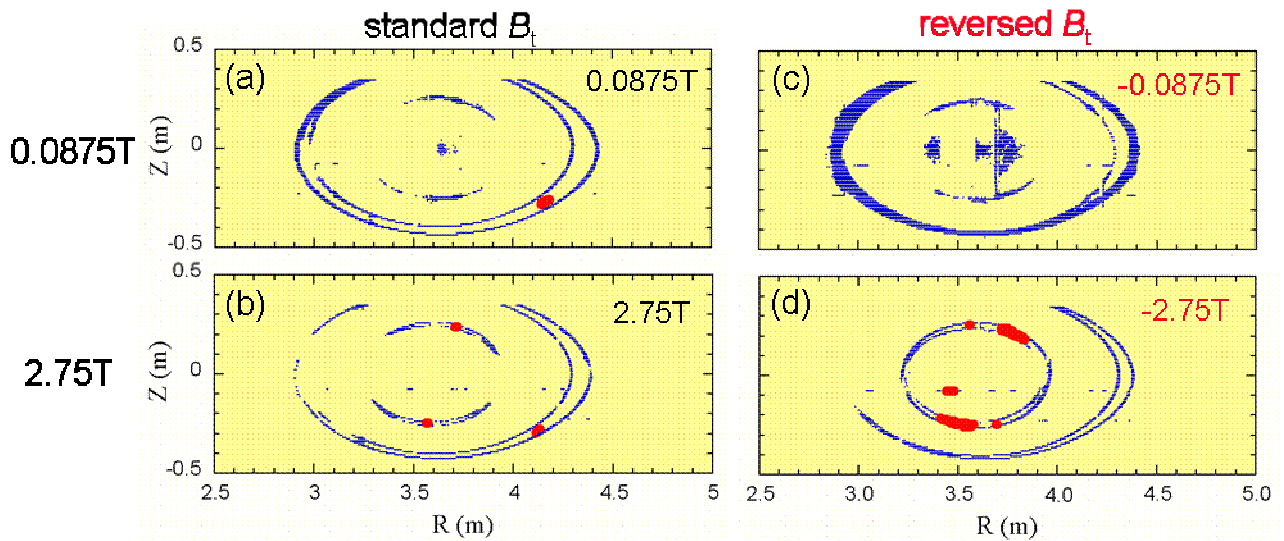 standard Bt
reversed Bt
0.0875T
2.75T
(a)
0.0875T
0.5
0
-0.5
Z (m)
(c)
-0.0875T
(b)
2.75T
0.5
0
-0.5
Z (m)
2.5 3 3.5 4 4.5 5
R (m)
(d)
-2.75T
2.5 3.0 3.5 4.0 4.5 5.0
R (m)